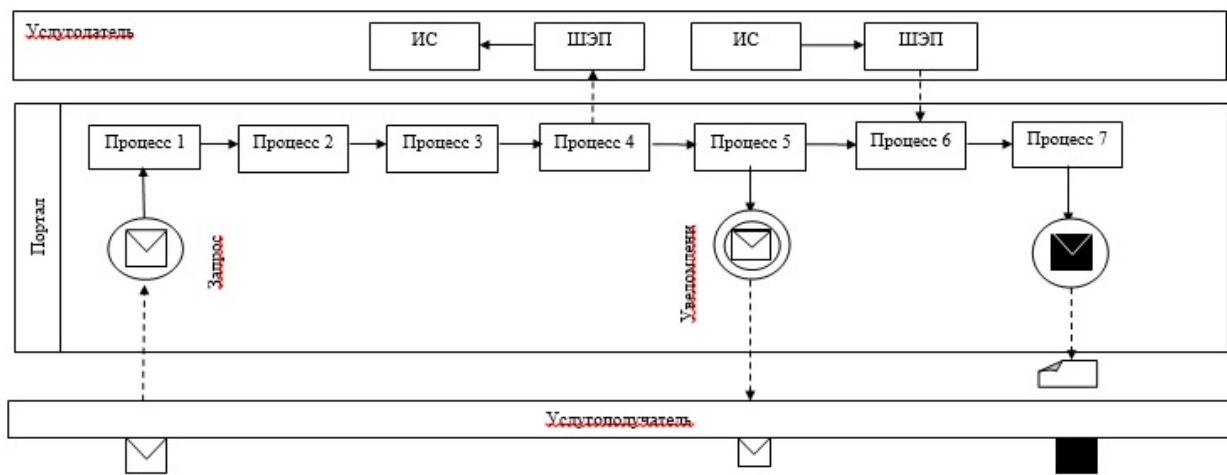 Услугодатель
ИС
ШЭП
ИС
ШЭП
Процесс 1
Процесс 2
Процесс 3
Процесс 4
Процесс 5
Процесс 6
Процесс 7
Портал
Запрос
Уведомлени
Услугополучатель